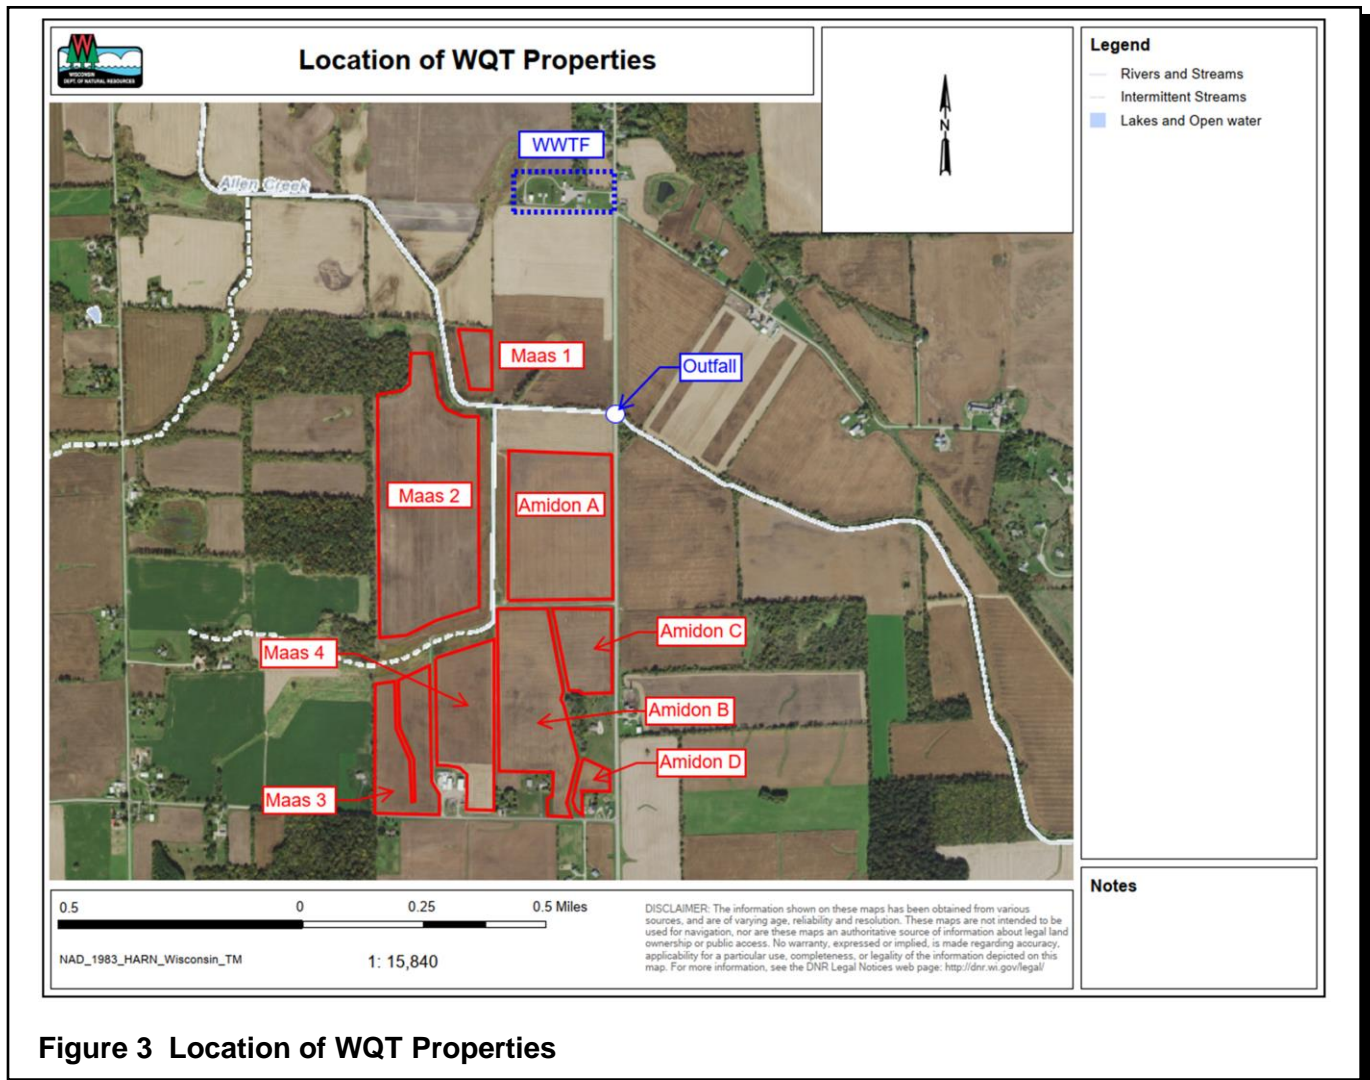 WISCONSIN
DEPT. OF NATURAL RESOURCES
Location of WQT Properties
N
Legend
Rivers and Streams
Intermittent Streams
Lakes and Open water
WWTF
Allen Creek
Maas 1
Outfall
Maas 2
Amidon A
Amidon C
Maas 4
Amidon B
Amidon D
Maas 3
Notes
0.5 0 0.25 0.5 Miles
NAD_1983_HARN_Wisconsin_TM
1: 15,840
DISCLAIMER: The information shown on these maps has been obtained from various
sources, and are of varying age, reliability and resolution. These maps are not intended to be
used for navigation, nor are these maps an authoritative source of information about legal land
ownership or public access. No warranty, expressed or implied, is made regarding accuracy,
applicability for a particular use, completeness, or legality of the information depicted on this
map. For more information, see the DNR Legal Notices web page: http://dnr.wi.gov/legal/
Figure 3 Location of WQT Properties